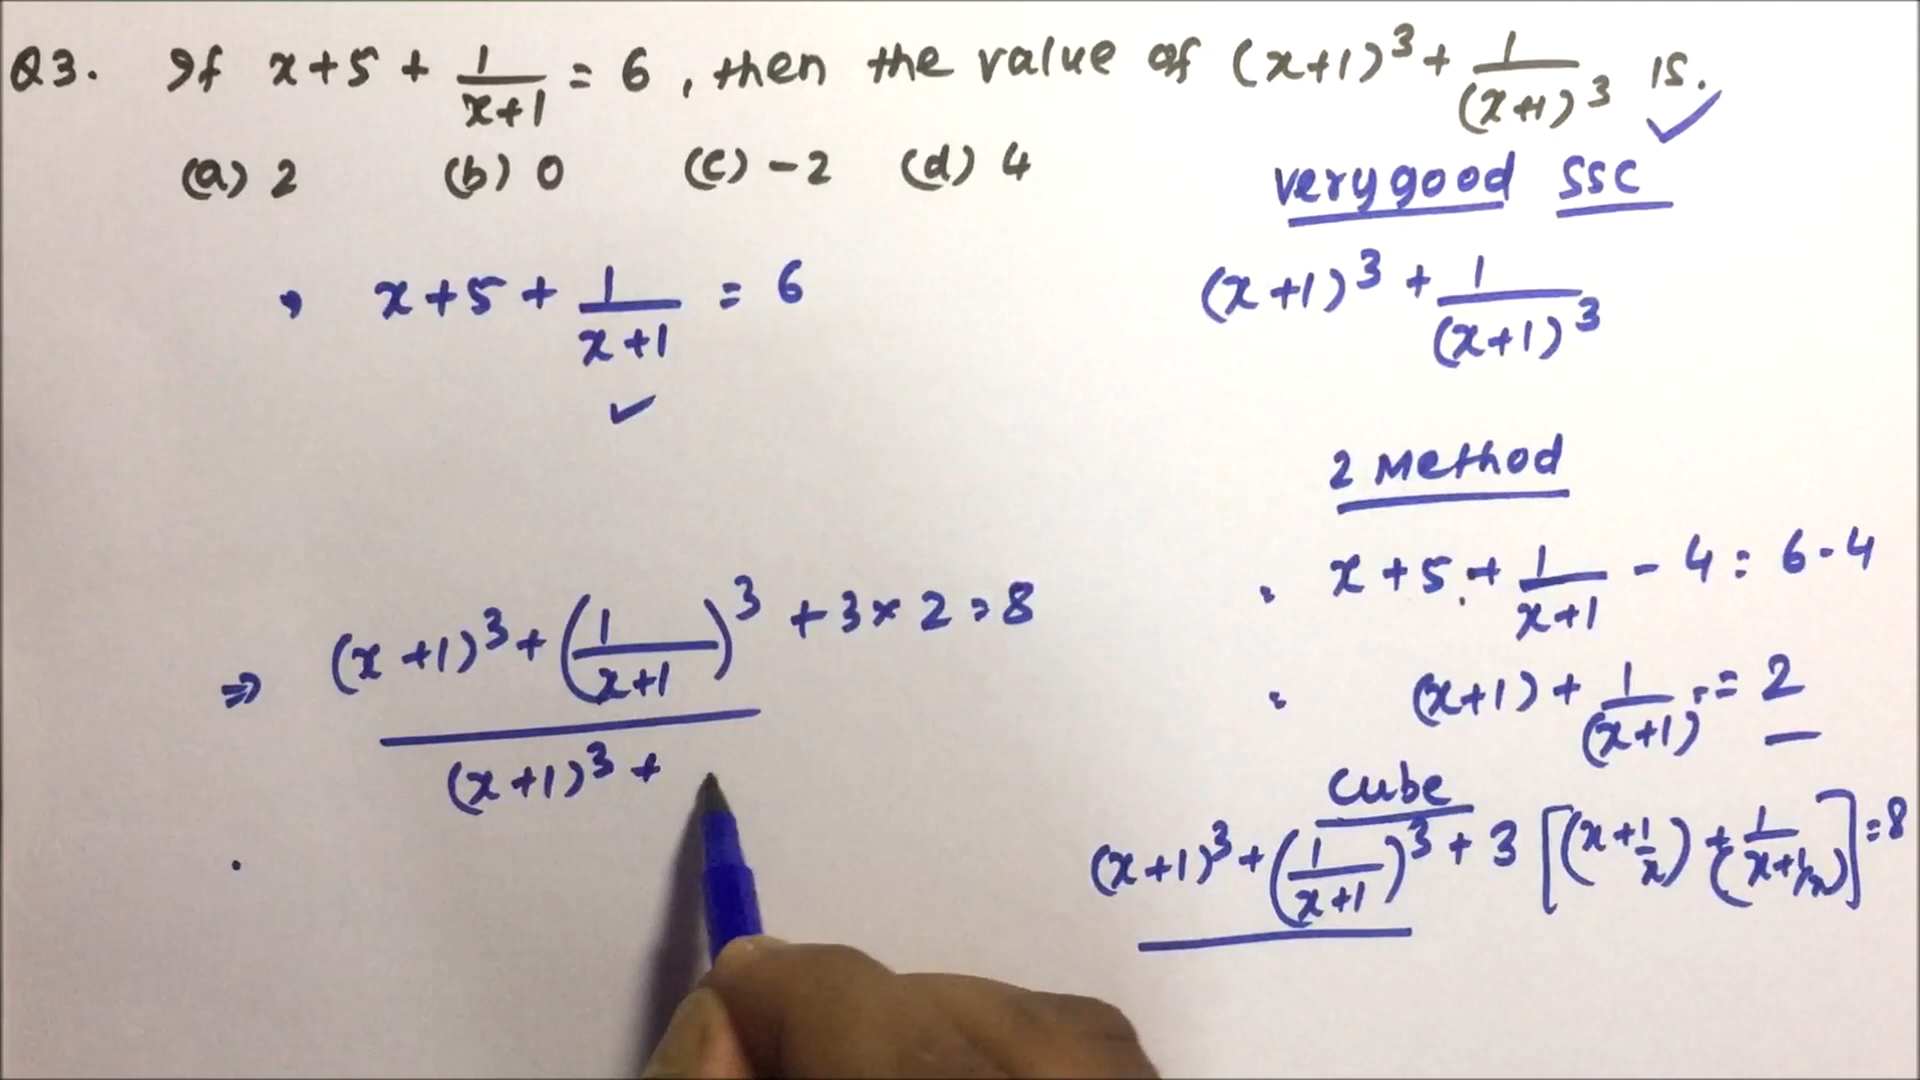 Q3. If x+5 + 1/(x+1) = 6, then the value of (x+1)³ + 1/(x+1)³ is.
(a) 2 (b) 0 (c) -2 (d) 4
very good SSC
x+5 + 1/(x+1) = 6
(x+1)³ + 1/(x+1)³
2 Method
x+5+ 1/(x+1) - 4 = 6-4
(x+1) + 1/(x+1) = 2
cube
(x+1)³ + (1/(x+1))³ + 3 [(x+1/x) + (1/(x+1/x))] = 8
⇒ (x+1)³ + (1/(x+1))³ + 3×2 = 8
(x+1)³ +